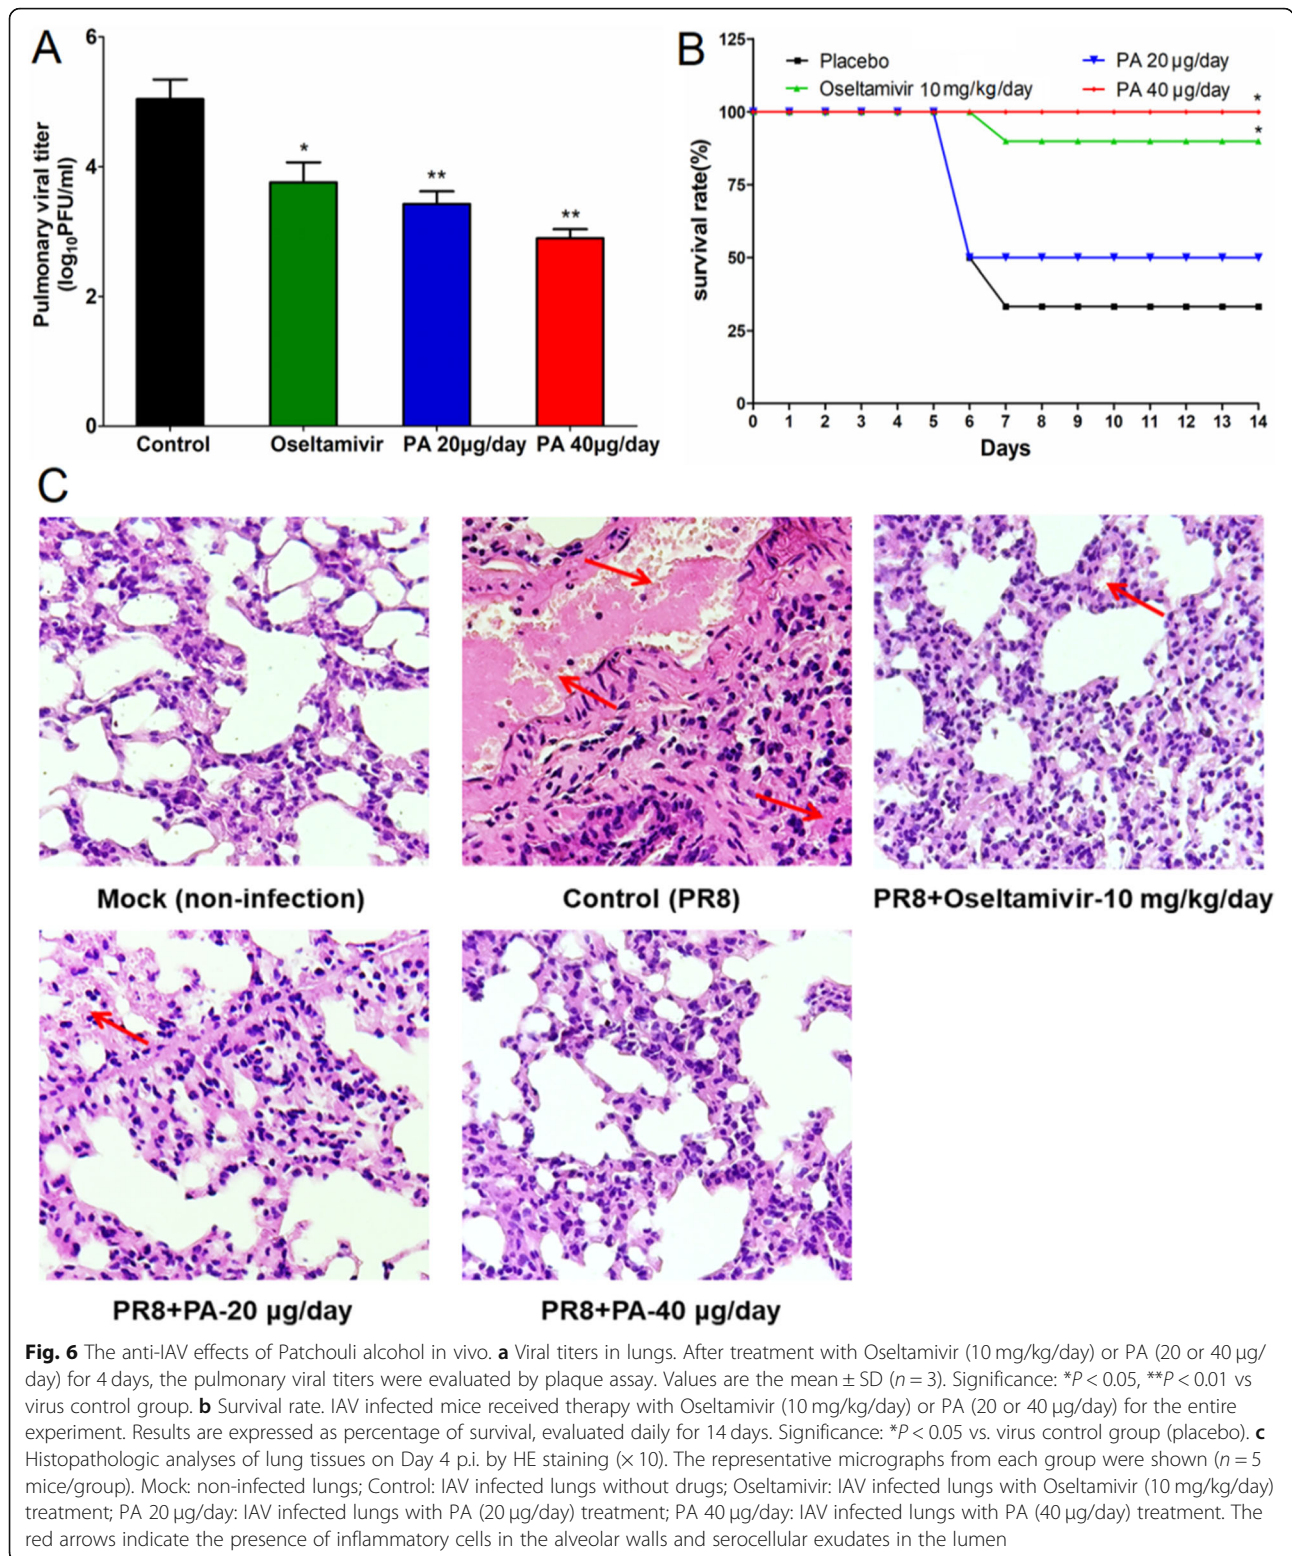 A
6
4
2
0
Pulmonary viral titer
(log₁₀PFU/ml)
*
**
**
Control
Oseltamivir
PA 20µg/day
PA 40µg/day
B
125
100
75
50
25
0
survival rate(%)
Placebo
Oseltamivir 10 mg/kg/day
PA 20 µg/day
PA 40 µg/day
*
*
0 1 2 3 4 5 6 7 8 9 10 11 12 13 14
Days
C
Mock (non-infection)
Control (PR8)
PR8+Oseltamivir-10 mg/kg/day
PR8+PA-20 µg/day
PR8+PA-40 µg/day
Fig. 6 The anti-IAV effects of Patchouli alcohol in vivo. a Viral titers in lungs. After treatment with Oseltamivir (10 mg/kg/day) or PA (20 or 40 µg/
day) for 4 days, the pulmonary viral titers were evaluated by plaque assay. Values are the mean ± SD (n = 3). Significance: *P < 0.05, **P < 0.01 vs
virus control group. b Survival rate. IAV infected mice received therapy with Oseltamivir (10 mg/kg/day) or PA (20 or 40 µg/day) for the entire
experiment. Results are expressed as percentage of survival, evaluated daily for 14 days. Significance: *P < 0.05 vs. virus control group (placebo). c
Histopathologic analyses of lung tissues on Day 4 p.i. by HE staining (× 10). The representative micrographs from each group were shown (n = 5
mice/group). Mock: non-infected lungs; Control: IAV infected lungs without drugs; Oseltamivir: IAV infected lungs with Oseltamivir (10 mg/kg/day)
treatment; PA 20 µg/day: IAV infected lungs with PA (20 µg/day) treatment; PA 40 µg/day: IAV infected lungs with PA (40 µg/day) treatment. The
red arrows indicate the presence of inflammatory cells in the alveolar walls and serocellular exudates in the lumen